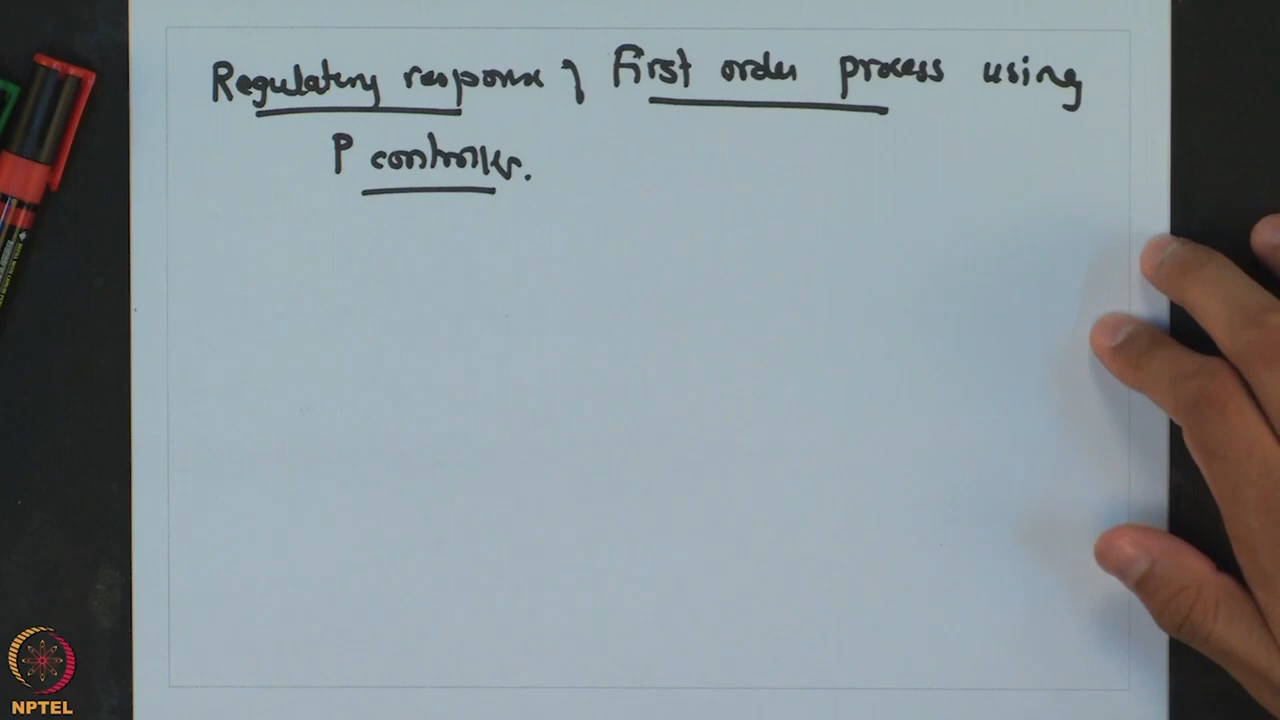 Regulatory response of First order process using
P controller.
NPTEL